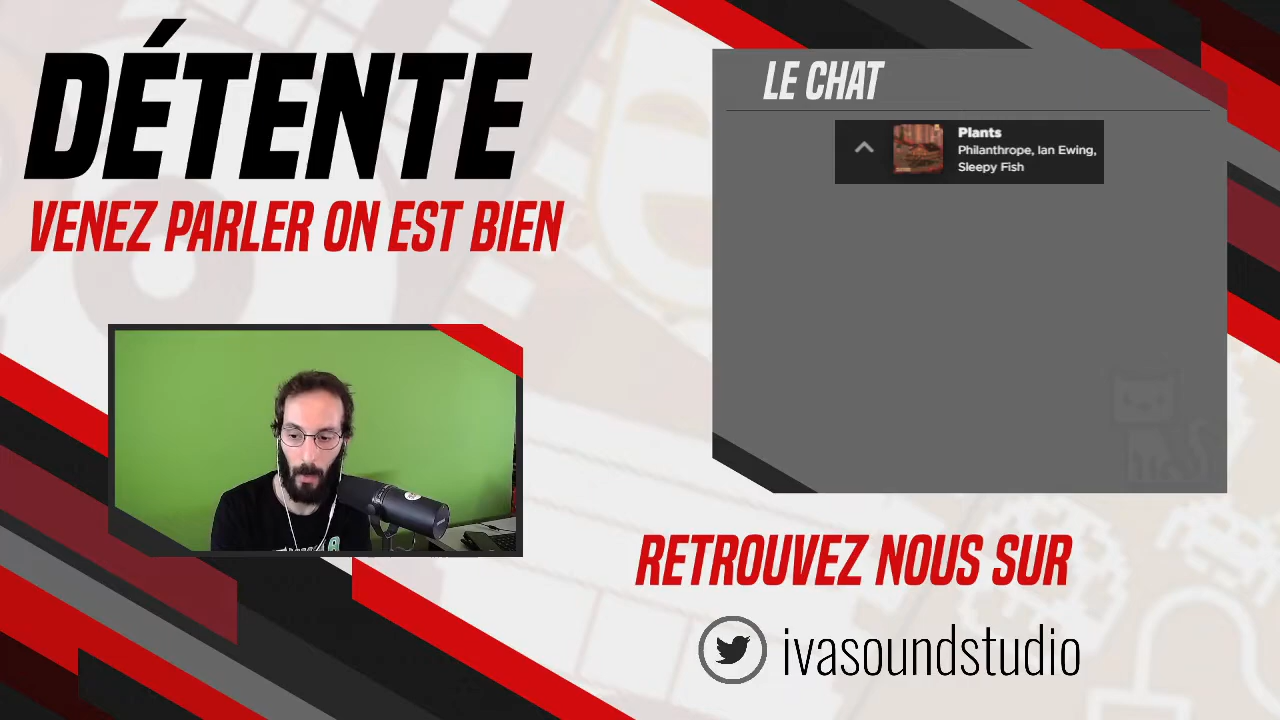 DÉTENTE
VENEZ PARLER ON EST BIEN
LE CHAT
Plants
Philanthrope, Ian Ewing,
Sleepy Fish
RETROUVEZ NOUS SUR
ivasoundstudio